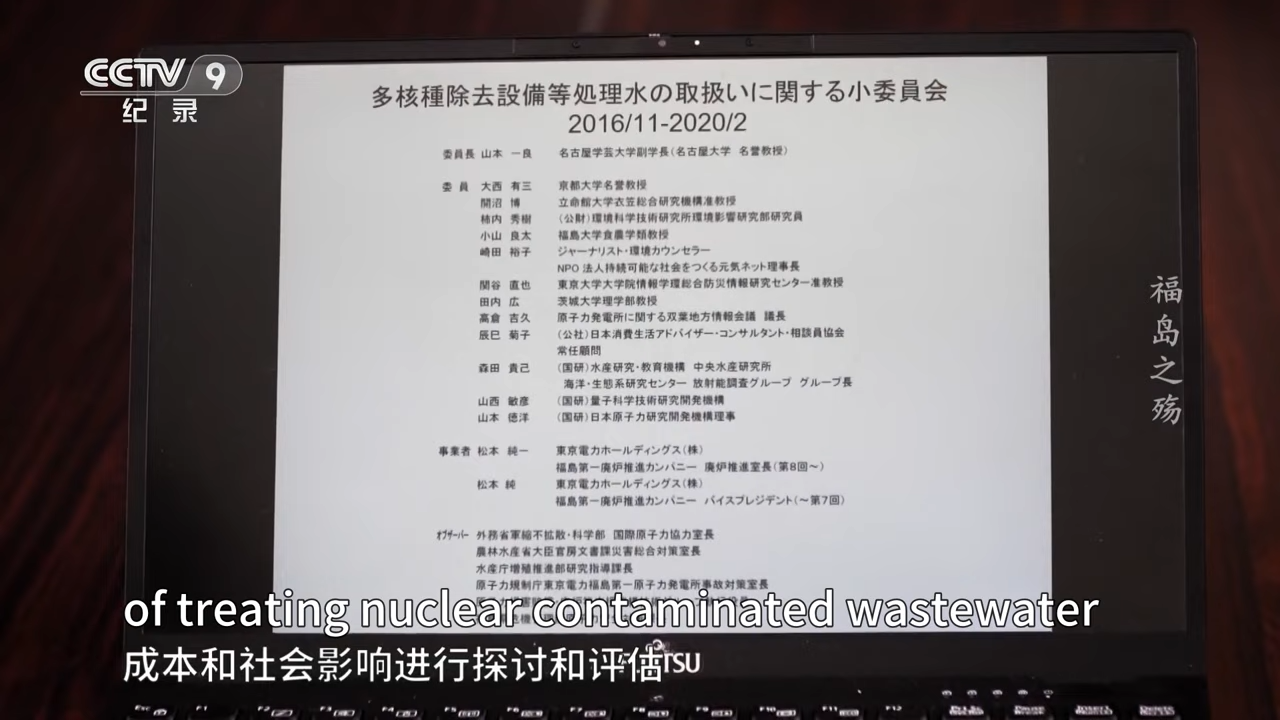 CCTV 9
纪录
多核種除去設備等処理水の取扱いに関する小委員会
2016/11-2020/2
委員長 山本 一良 名古屋学芸大学副学長(名古屋大学 名誉教授)
委 員 大西 有三 京都大学名誉教授
開沼 博 立命館大学衣笠総合研究機構准教授
柿内 秀樹 (公財)環境科学技術研究所環境影響研究部研究員
小山 良太 福島大学食農学類教授
崎田 裕子 ジャーナリスト・環境カウンセラー
NPO 法人持続可能な社会をつくる元気ネット理事長
関谷 直也 東京大学大学院情報学環総合防災情報研究センター准教授
田内 広 茨城大学理学部教授
高倉 吉久 原子力発電所に関する双葉地方情報会議 議長
辰巳 菊子 (公社)日本消費生活アドバイザー・コンサルタント・相談員協会
常任顧問
森田 貴己 (国研)水産研究・教育機構 中央水産研究所
海洋・生態系研究センター 放射能調査グループ グループ長
山西 敏彦 (国研)量子科学技術研究開発機構
山本 徳洋 (国研)日本原子力研究開発機構理事
事業者 松本 純一 東京電力ホールディングス(株)
福島第一廃炉推進カンパニー 廃炉推進室長(第8回～)
松本 純 東京電力ホールディングス(株)
福島第一廃炉推進カンパニー バイスプレジデント(～第7回)
ｵﾌﾞｻﾞｰﾊﾞｰ 外務省軍縮不拡散・科学部 国際原子力協力室長
農林水産省大臣官房文書課災害総合対策室長
水産庁増殖推進部研究指導課長
原子力規制庁東京電力福島第一原子力発電所事故対策室長
福岛之殇
of treating nuclear contaminated wastewater
成本和社会影响进行探讨和评估